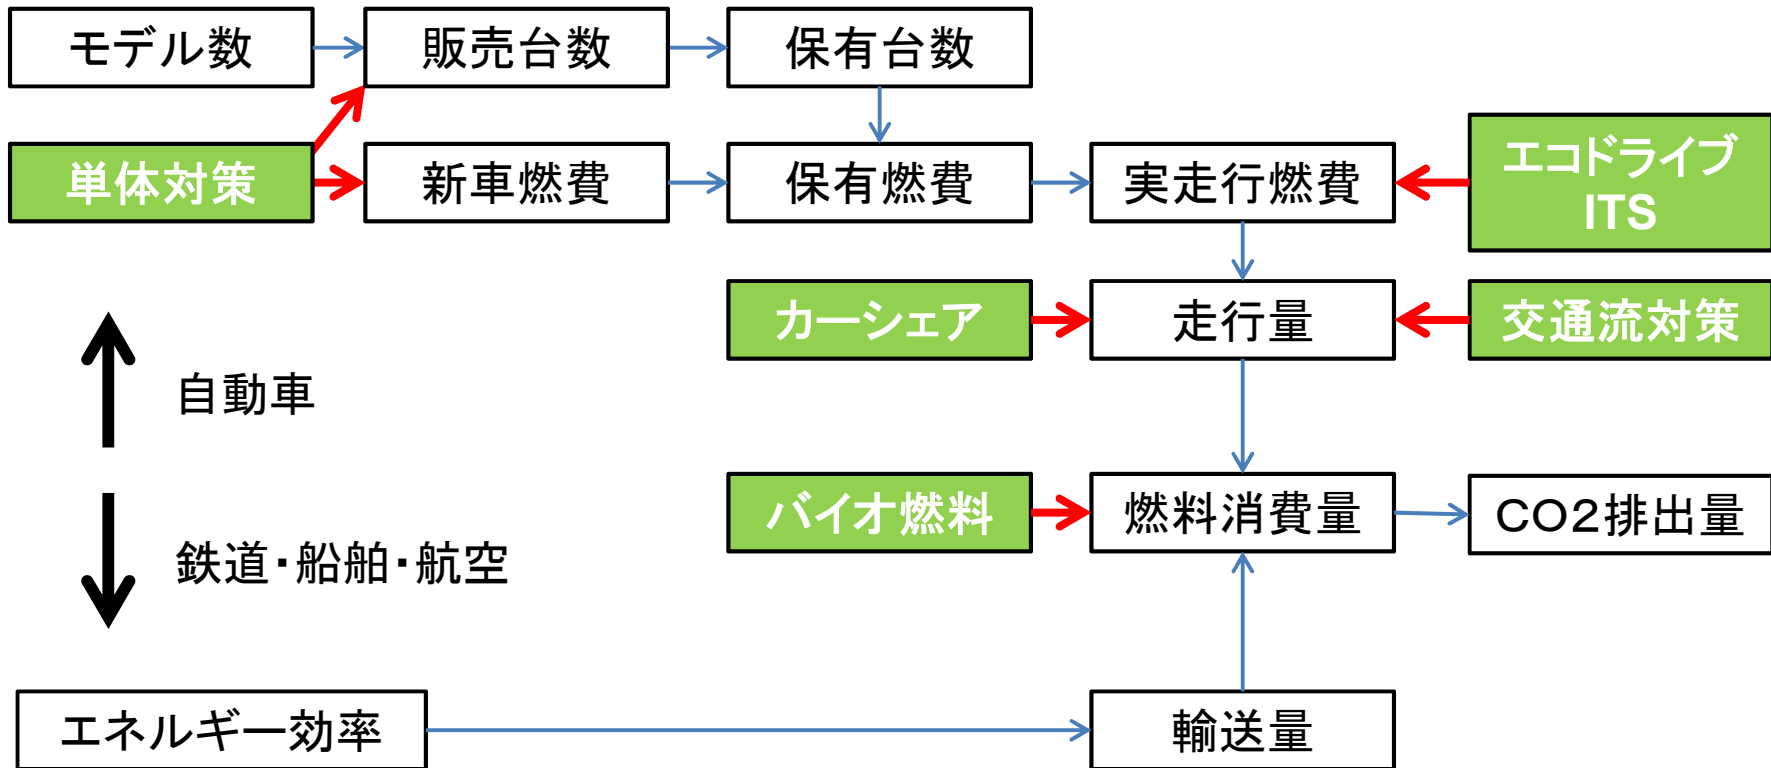 モデル数
販売台数
保有台数
単体対策
新車燃費
保有燃費
実走行燃費
エコドライブ
ITS
カーシェア
走行量
交通流対策
自動車
バイオ燃料
燃料消費量
CO2排出量
鉄道・船舶・航空
エネルギー効率
輸送量